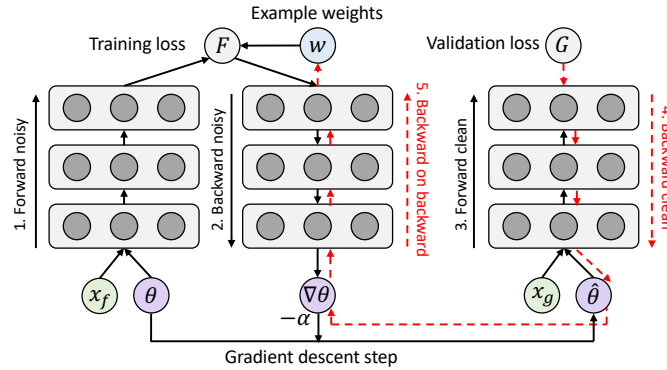 Example weights
Training loss
F
w
Validation loss
G
1. Forward noisy
2. Backward noisy
5. Backward on backward
3. Forward clean
4. Backward clean
x_f
θ
∇θ
x_g
θ̂
−α
Gradient descent step